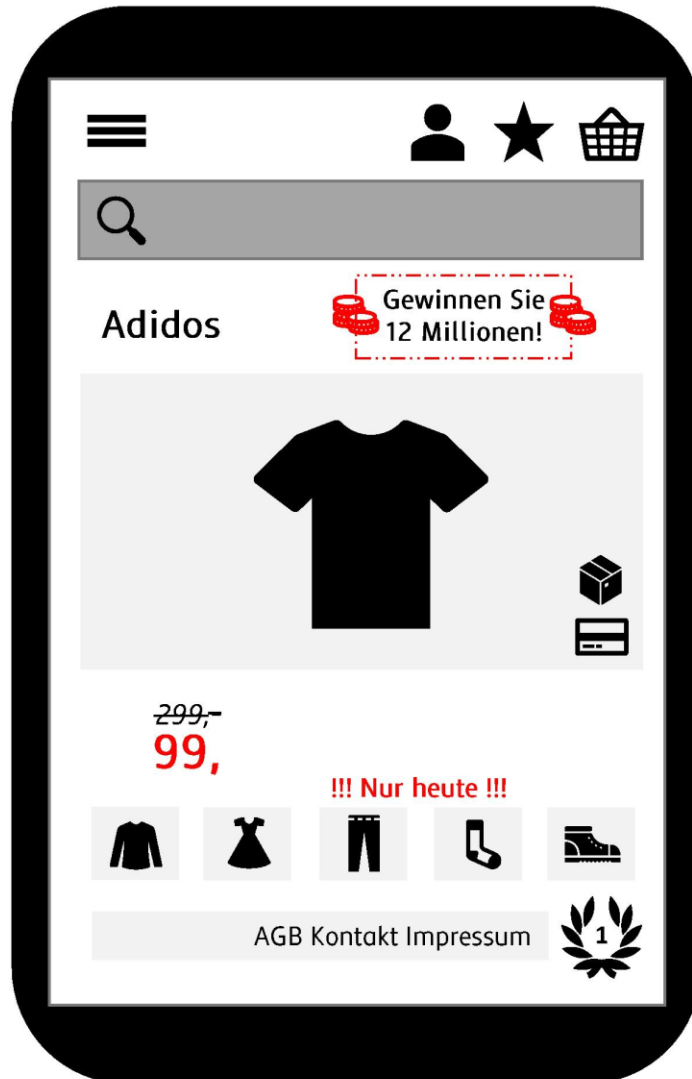 Adidos
Gewinnen Sie
12 Millionen!
299,-
99,
!!! Nur heute !!!
AGB Kontakt Impressum
1